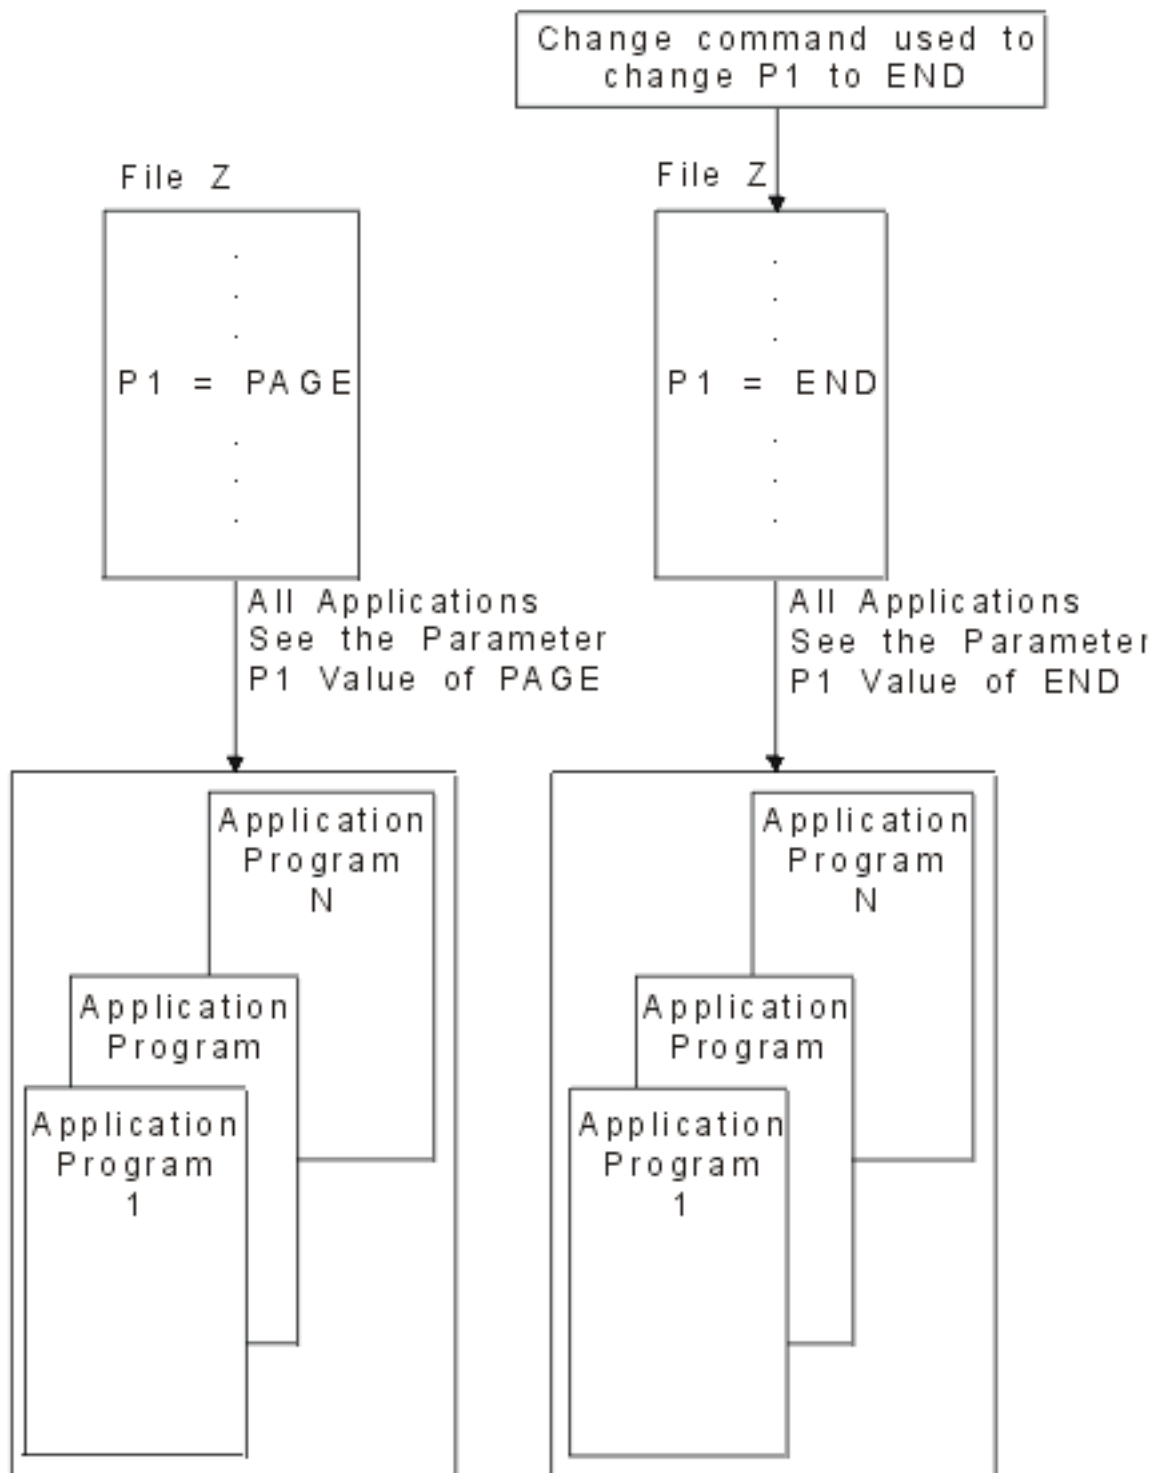 Change command used to
change P1 to END
File Z
.
.
.
P1 = PAGE
.
.
.
All Applications
See the Parameter
P1 Value of PAGE
Application
Program
N
Application
Program
Application
Program
1
File Z
.
.
.
P1 = END
.
.
.
All Applications
See the Parameter
P1 Value of END
Application
Program
N
Application
Program
Application
Program
1